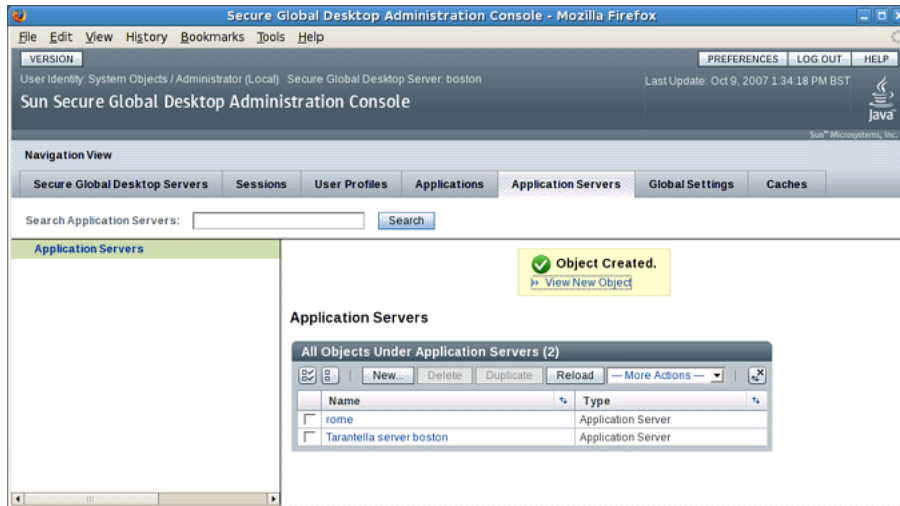 Secure Global Desktop Administration Console - Mozilla Firefox
File Edit View History Bookmarks Tools Help
VERSION PREFERENCES LOG OUT HELP
User Identity: System Objects / Administrator (Local) Secure Global Desktop Server: boston Last Update: Oct 9, 2007 1:34:18 PM BST
Sun Secure Global Desktop Administration Console
Java
Sun™ Microsystems, Inc.
Navigation View
Secure Global Desktop Servers Sessions User Profiles Applications Application Servers Global Settings Caches
Search Application Servers: Search
Application Servers
Object Created.
» View New Object
Application Servers
All Objects Under Application Servers (2)
New... Delete Duplicate Reload — More Actions —
Name Type
rome Application Server
Tarantella server boston Application Server